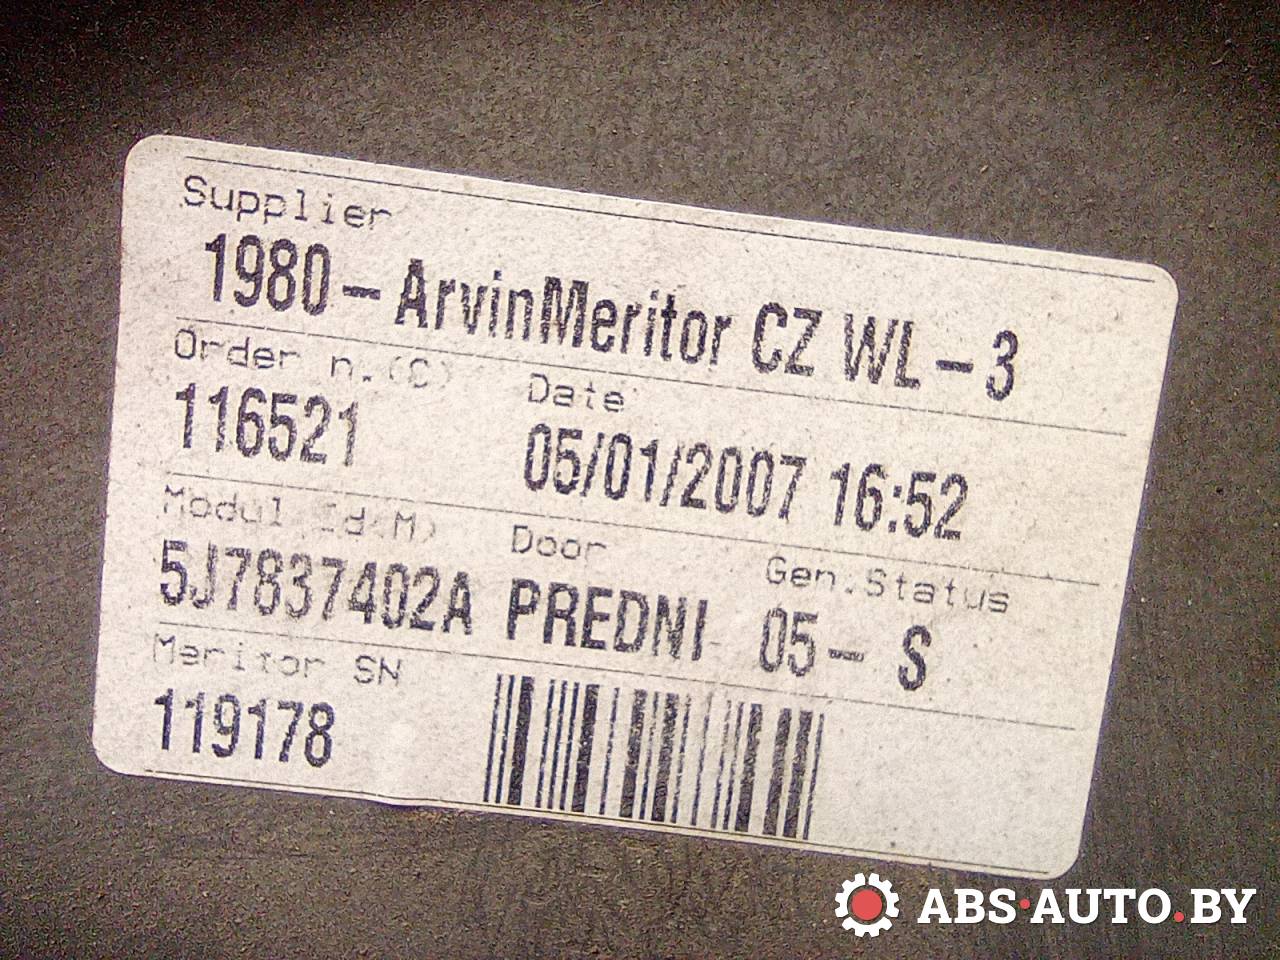 Supplier
1980-ArvinMeritor CZ WL-3
Order n.(C) Date
116521 05/01/2007 16:52
Modul Id(M) Door Gen.Status
5J7837402A PREDNI 05- S
Meritor SN
119178
ABS·AUTO.BY